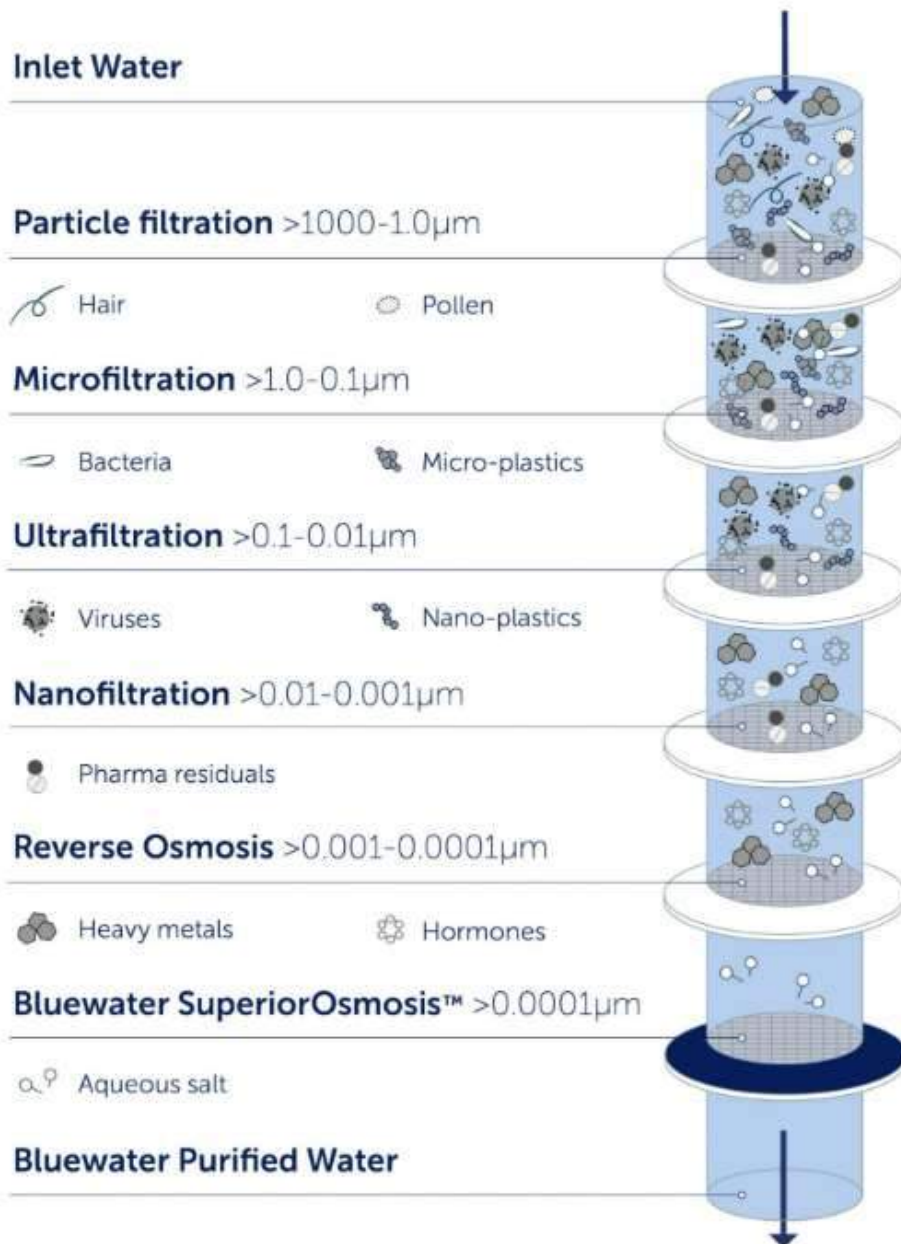 Inlet Water
Particle filtration >1000-1.0μm
Hair Pollen
Microfiltration >1.0-0.1μm
Bacteria Micro-plastics
Ultrafiltration >0.1-0.01μm
Viruses Nano-plastics
Nanofiltration >0.01-0.001μm
Pharma residuals
Reverse Osmosis >0.001-0.0001μm
Heavy metals Hormones
Bluewater SuperiorOsmosis™ >0.0001μm
Aqueous salt
Bluewater Purified Water